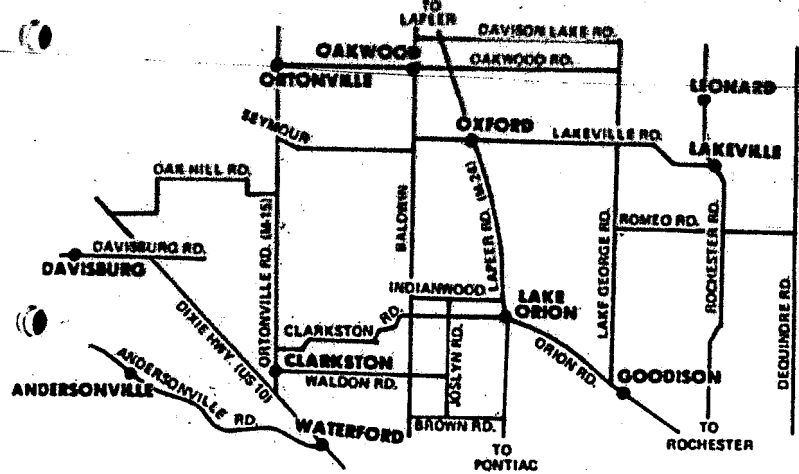 TO
LAPEER
DAVISON LAKE RD.
OAKWOOD
OAKWOOD RD.
ORTONVILLE
LEONARD
SEYMOUR
OXFORD
LAKEVILLE RD.
LAKEVILLE
OAK HILL RD.
LAPEER RD. (M-24)
BALDWIN
ORTONVILLE RD. (M-15)
LAKE GEORGE RD.
ROMEO RD.
ROCHESTER RD.
DAVISBURG RD.
DAVISBURG
INDIANWOOD
DEQUINDRE RD.
DIXIE HWY. (US 10)
LAKE
ORION
CLARKSTON RD.
JOSLYN RD.
ORION RD.
CLARKSTON
WALDON RD.
GOODISON
ANDERSONVILLE
ANDERSONVILLE RD.
WATERFORD
BROWN RD.
TO
ROCHESTER
TO
PONTIAC